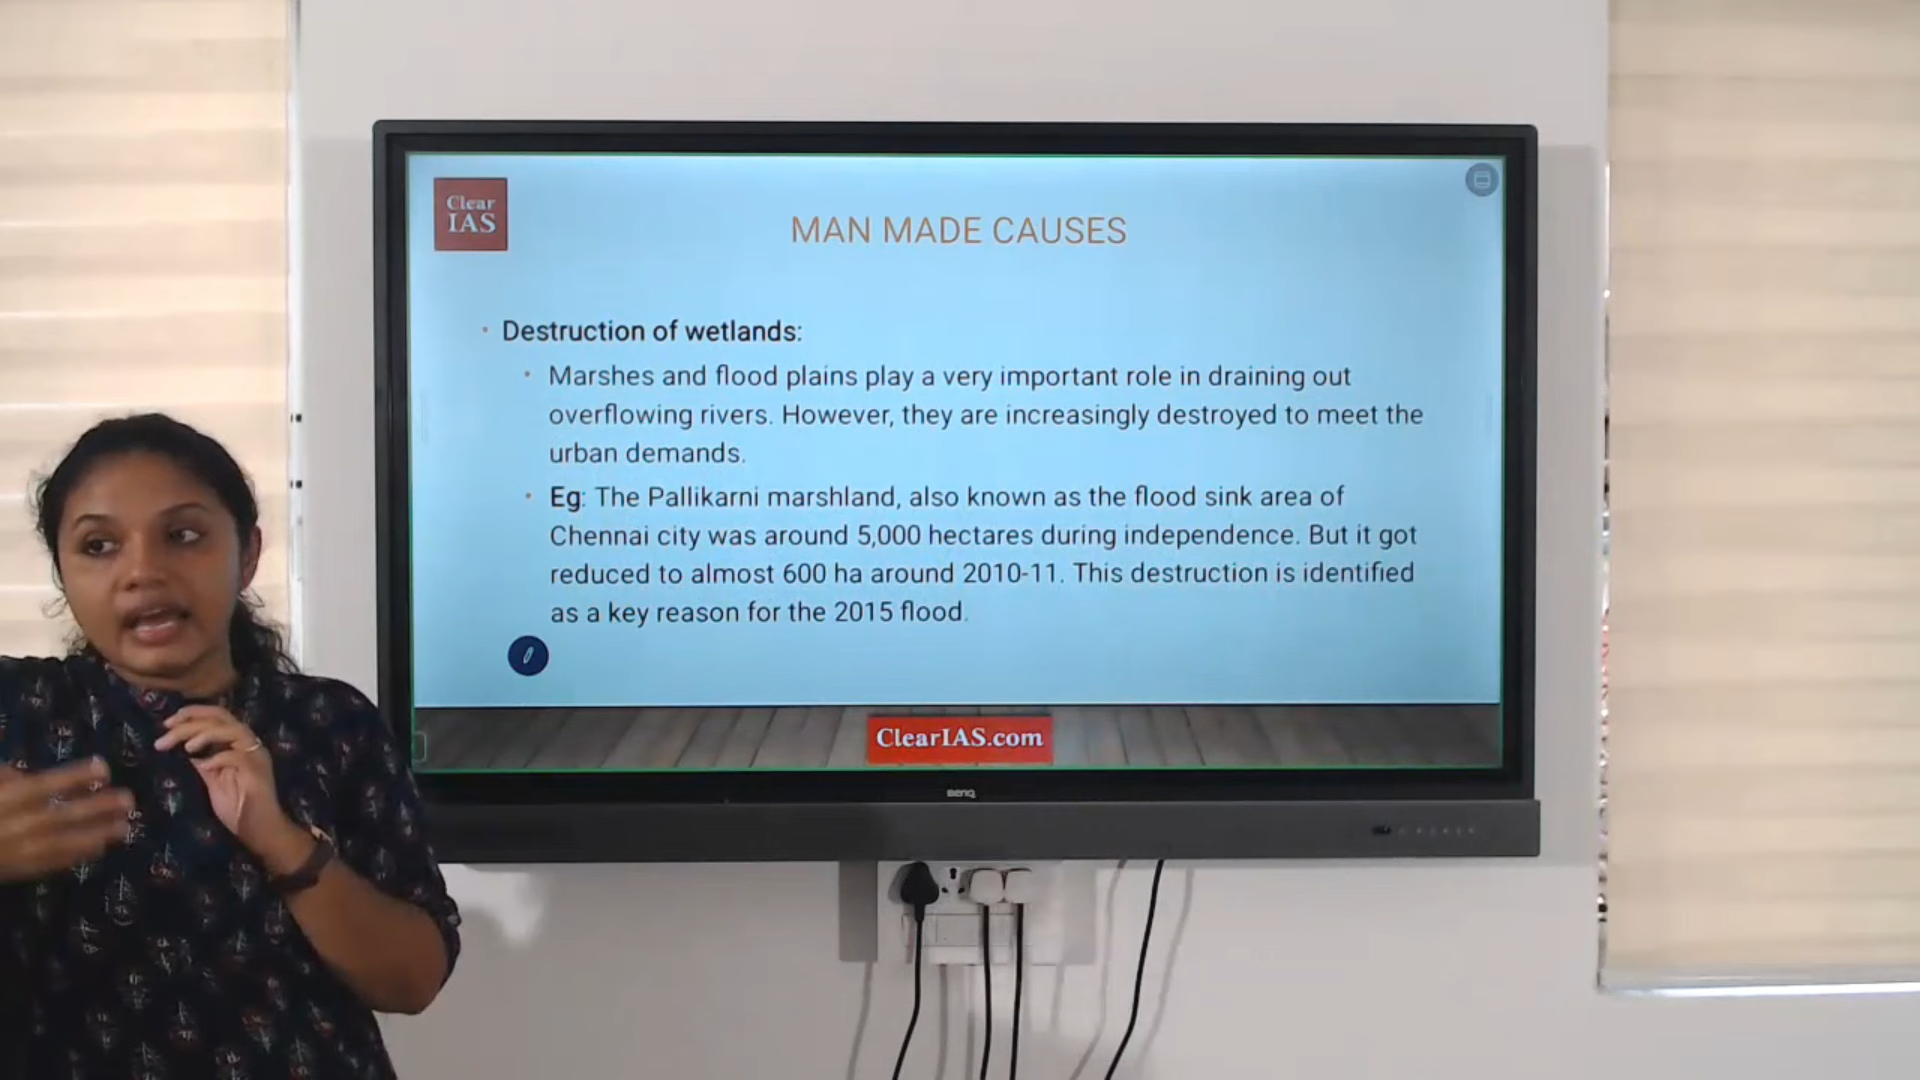 Clear
IAS
MAN MADE CAUSES
Destruction of wetlands:
Marshes and flood plains play a very important role in draining out
overflowing rivers. However, they are increasingly destroyed to meet the
urban demands.
Eg: The Pallikarni marshland, also known as the flood sink area of
Chennai city was around 5,000 hectares during independence. But it got
reduced to almost 600 ha around 2010-11. This destruction is identified
as a key reason for the 2015 flood.
ClearIAS.com
BenQ